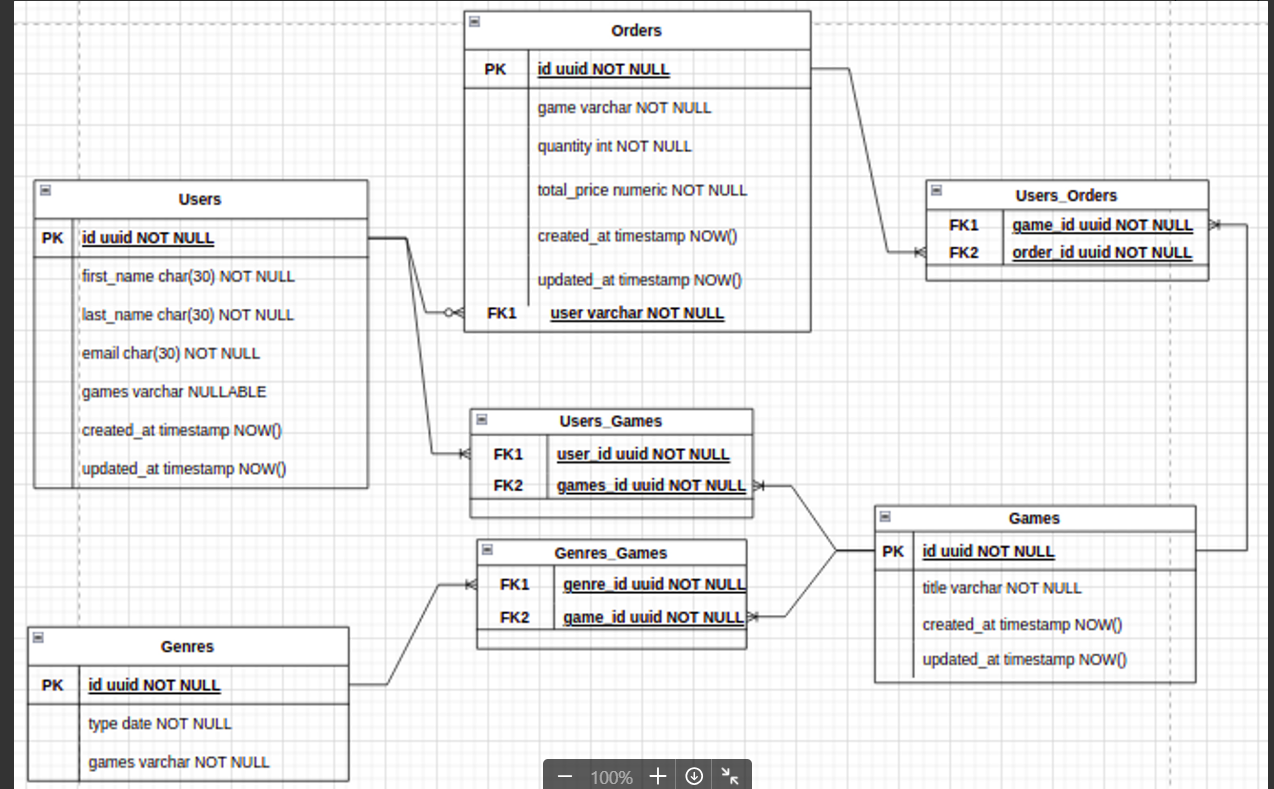 Orders
PK id uuid NOT NULL
game varchar NOT NULL
quantity int NOT NULL
total_price numeric NOT NULL
created_at timestamp NOW()
updated_at timestamp NOW()
FK1 user varchar NOT NULL
Users
PK id uuid NOT NULL
first_name char(30) NOT NULL
last_name char(30) NOT NULL
email char(30) NOT NULL
games varchar NULLABLE
created_at timestamp NOW()
updated_at timestamp NOW()
Users_Orders
FK1 game_id uuid NOT NULL
FK2 order_id uuid NOT NULL
Users_Games
FK1 user_id uuid NOT NULL
FK2 games_id uuid NOT NULL
Genres_Games
FK1 genre_id uuid NOT NULL
FK2 game_id uuid NOT NULL
Games
PK id uuid NOT NULL
title varchar NOT NULL
created_at timestamp NOW()
updated_at timestamp NOW()
Genres
PK id uuid NOT NULL
type date NOT NULL
games varchar NOT NULL
100%